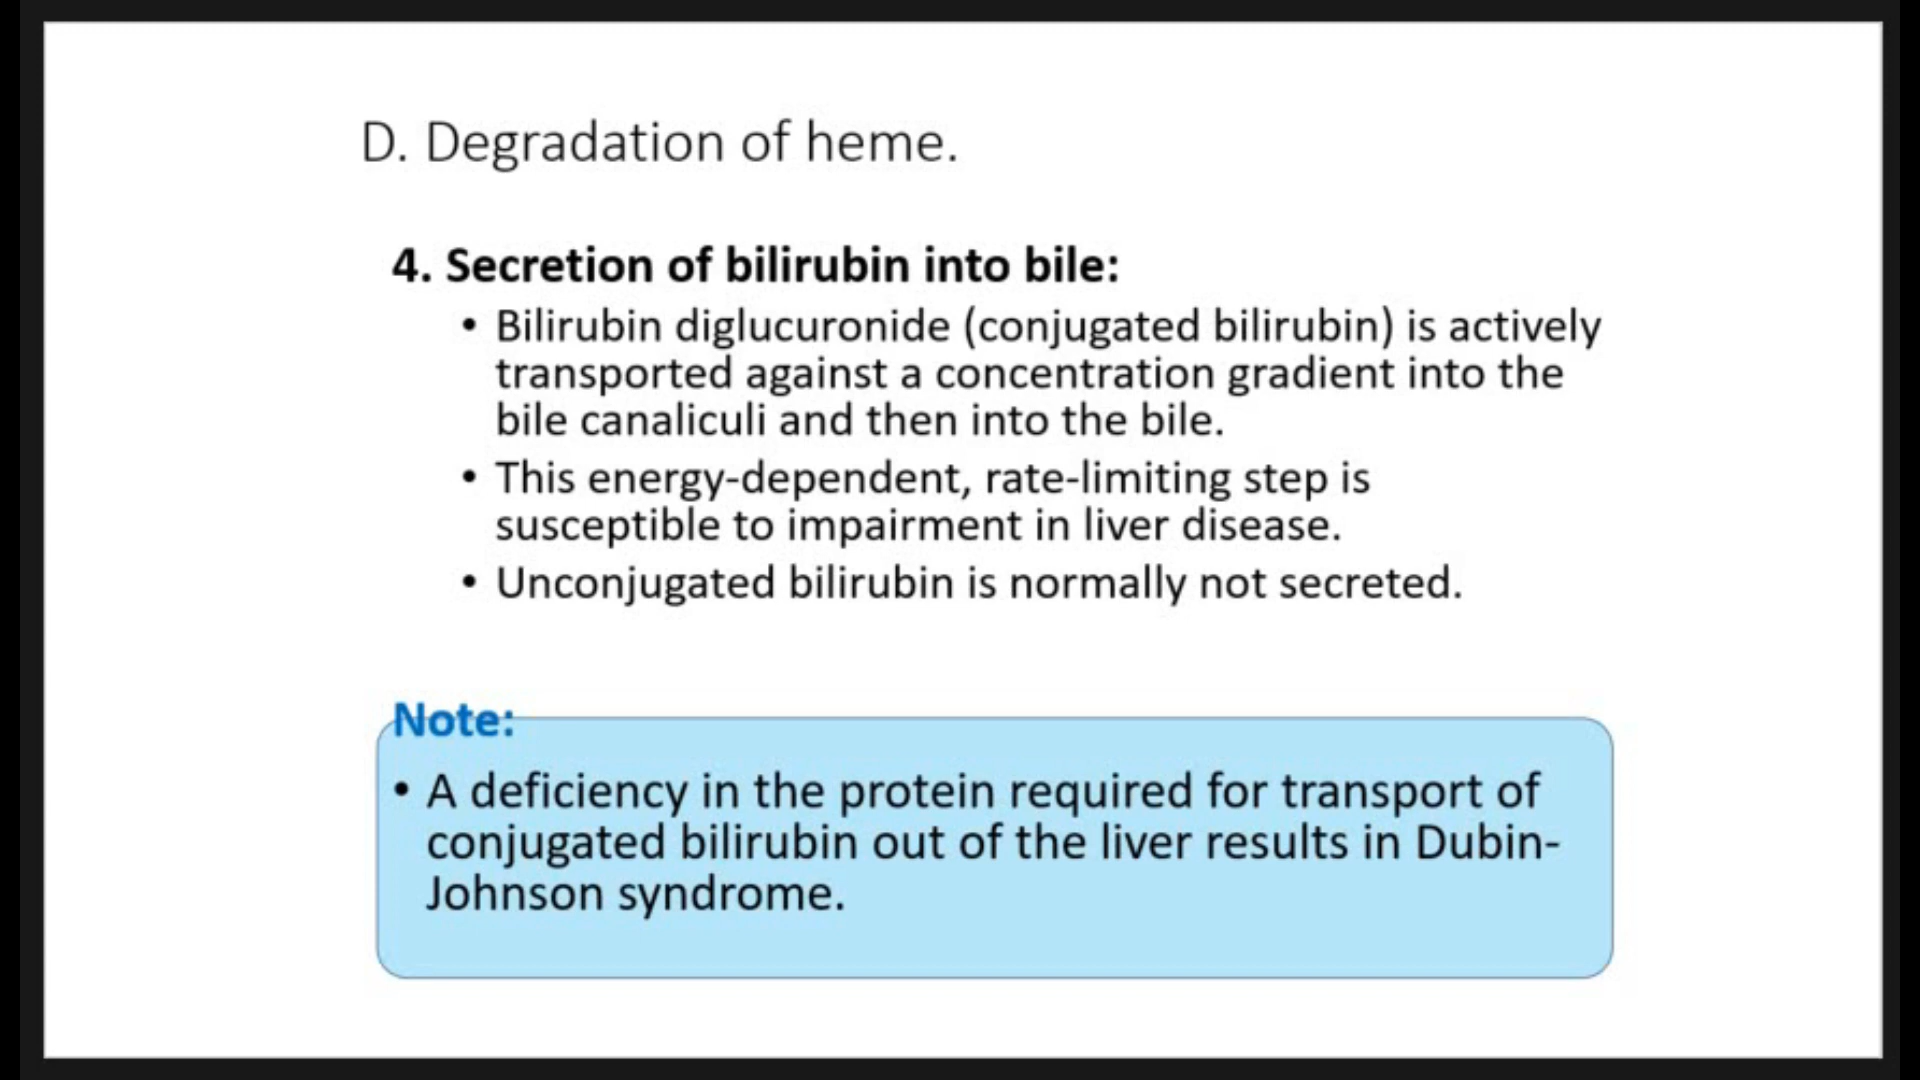 D. Degradation of heme.
4. Secretion of bilirubin into bile:
• Bilirubin diglucuronide (conjugated bilirubin) is actively
transported against a concentration gradient into the
bile canaliculi and then into the bile.
• This energy-dependent, rate-limiting step is
susceptible to impairment in liver disease.
• Unconjugated bilirubin is normally not secreted.
Note:
• A deficiency in the protein required for transport of
conjugated bilirubin out of the liver results in Dubin-
Johnson syndrome.